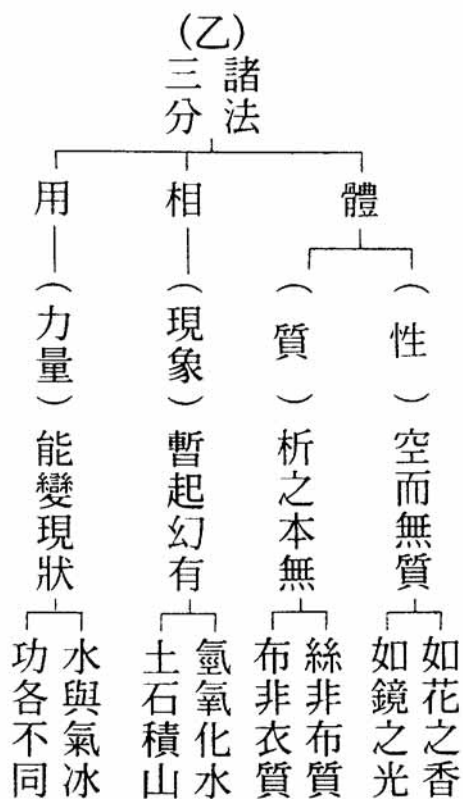 (乙)
諸法
三分
體
(性)空而無質
如花之香
如鏡之光
(質)析之本無
絲非布質
布非衣質
相
(現象)暫起幻有
氫氧化水
土石積山
用
(力量)能變現狀
水與氣冰
功各不同